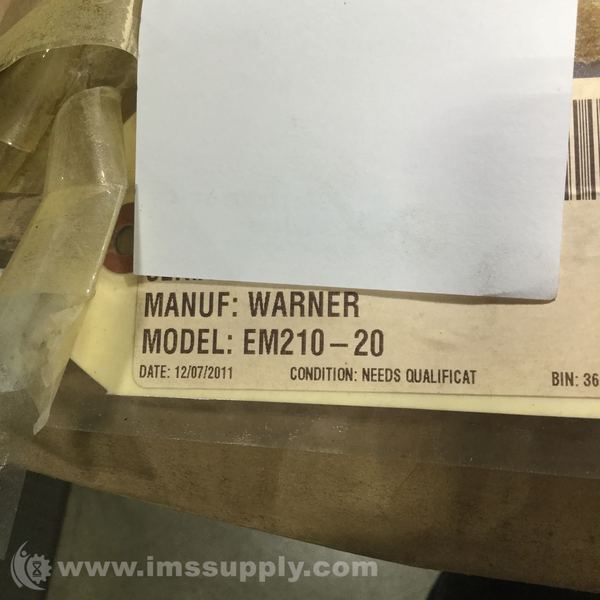 MANUF: WARNER
MODEL: EM210-20
DATE: 12/07/2011 CONDITION: NEEDS QUALIFICAT BIN: 36
www.imssupply.com